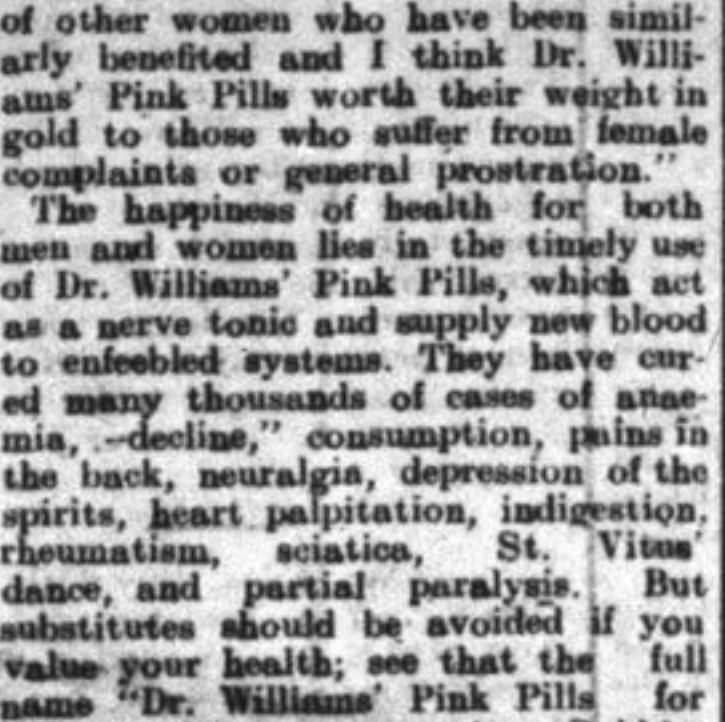 of other women who have been simil-
arly benefited and I think Dr. Willi-
ams' Pink Pills worth their weight in
gold to those who suffer from female
complaints or general prostration."
The happiness of health for both
men and women lies in the timely use
of Dr. Williams' Pink Pills, which act
as a nerve tonic and supply new blood
to enfeebled systems. They have cur-
ed many thousands of cases of anae-
mia, --decline," consumption, pains in
the back, neuralgia, depression of the
spirits, heart palpitation, indigestion,
rheumatism, sciatica, St. Vitus'
dance, and partial paralysis. But
substitutes should be avoided if you
value your health; see that the full
name "Dr. Williams' Pink Pills for